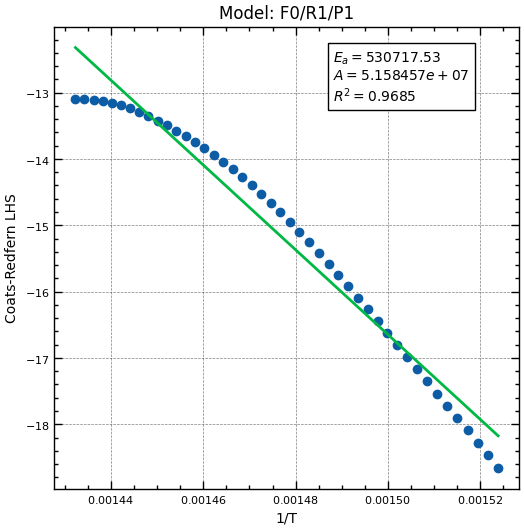 Model: F0/R1/P1
E_a = 530717.53
A = 5.158457e + 07
R² = 0.9685
Coats-Redfern LHS
−13
−14
−15
−16
−17
−18
0.00144 0.00146 0.00148 0.00150 0.00152
1/T